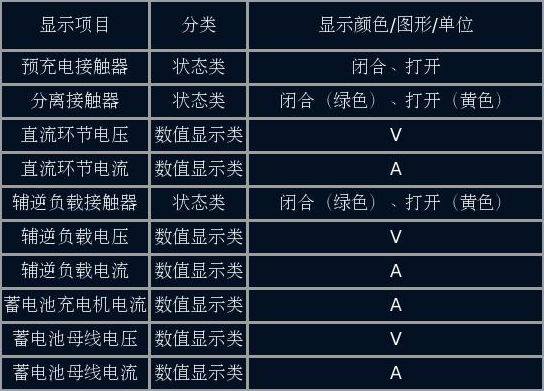 显示项目 分类 显示颜色/图形/单位
预充电接触器 状态类 闭合、打开
分离接触器 状态类 闭合（绿色）、打开（黄色）
直流环节电压 数值显示类 V
直流环节电流 数值显示类 A
辅逆负载接触器 状态类 闭合（绿色）、打开（黄色）
辅逆负载电压 数值显示类 V
辅逆负载电流 数值显示类 A
蓄电池充电机电流 数值显示类 A
蓄电池母线电压 数值显示类 V
蓄电池母线电流 数值显示类 A